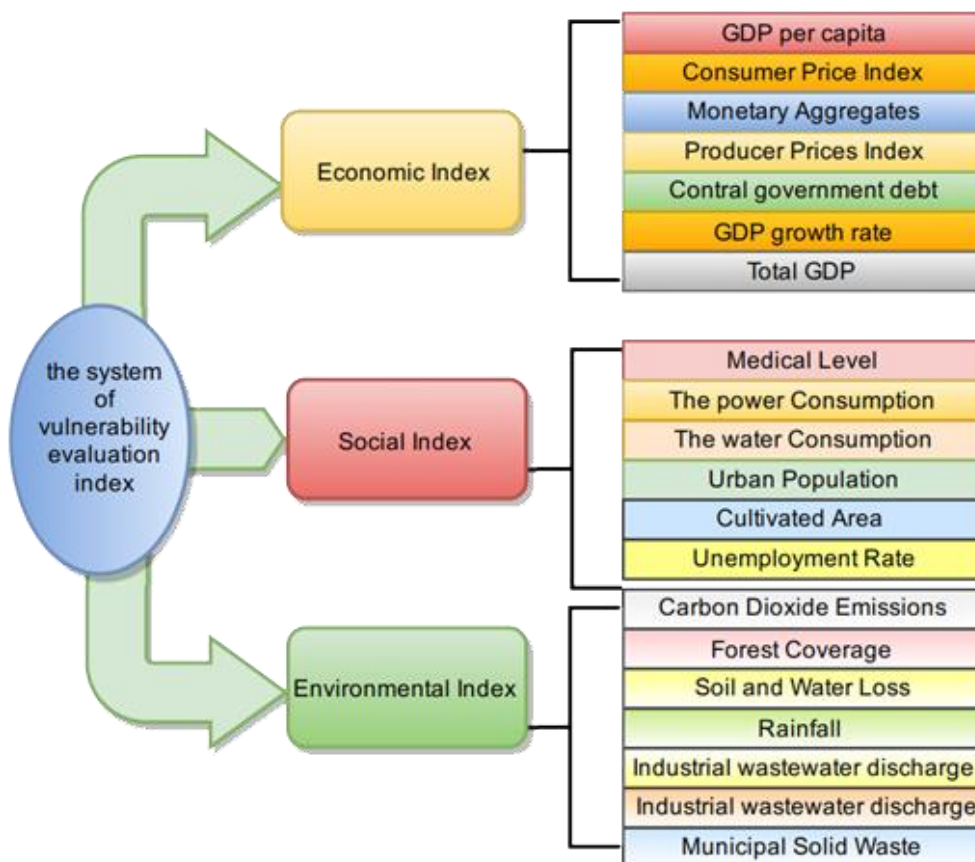 the system
of
vulnerability
evaluation
index
Economic Index
GDP per capita
Consumer Price Index
Monetary Aggregates
Producer Prices Index
Contral government debt
GDP growth rate
Total GDP
Social Index
Medical Level
The power Consumption
The water Consumption
Urban Population
Cultivated Area
Unemployment Rate
Environmental Index
Carbon Dioxide Emissions
Forest Coverage
Soil and Water Loss
Rainfall
Industrial wastewater discharge
Industrial wastewater discharge
Municipal Solid Waste